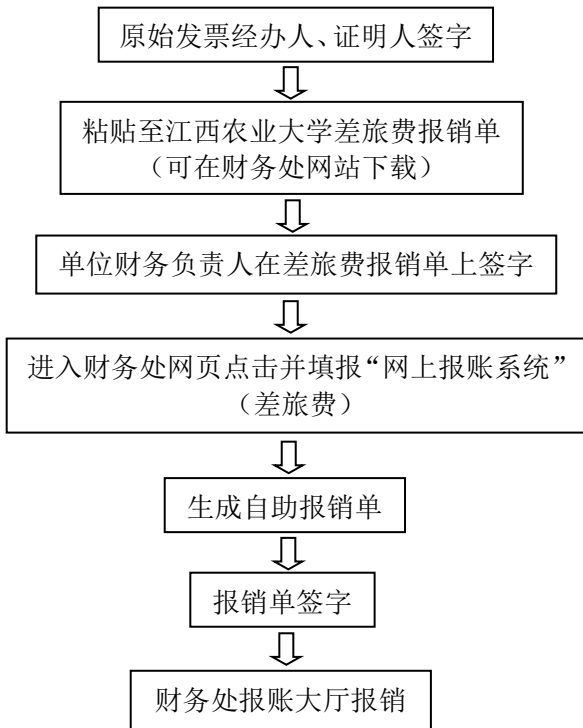 原始发票经办人、证明人签字
粘贴至江西农业大学差旅费报销单
（可在财务处网站下载）
单位财务负责人在差旅费报销单上签字
进入财务处网页点击并填报“网上报账系统”
（差旅费）
生成自助报销单
报销单签字
财务处报账大厅报销